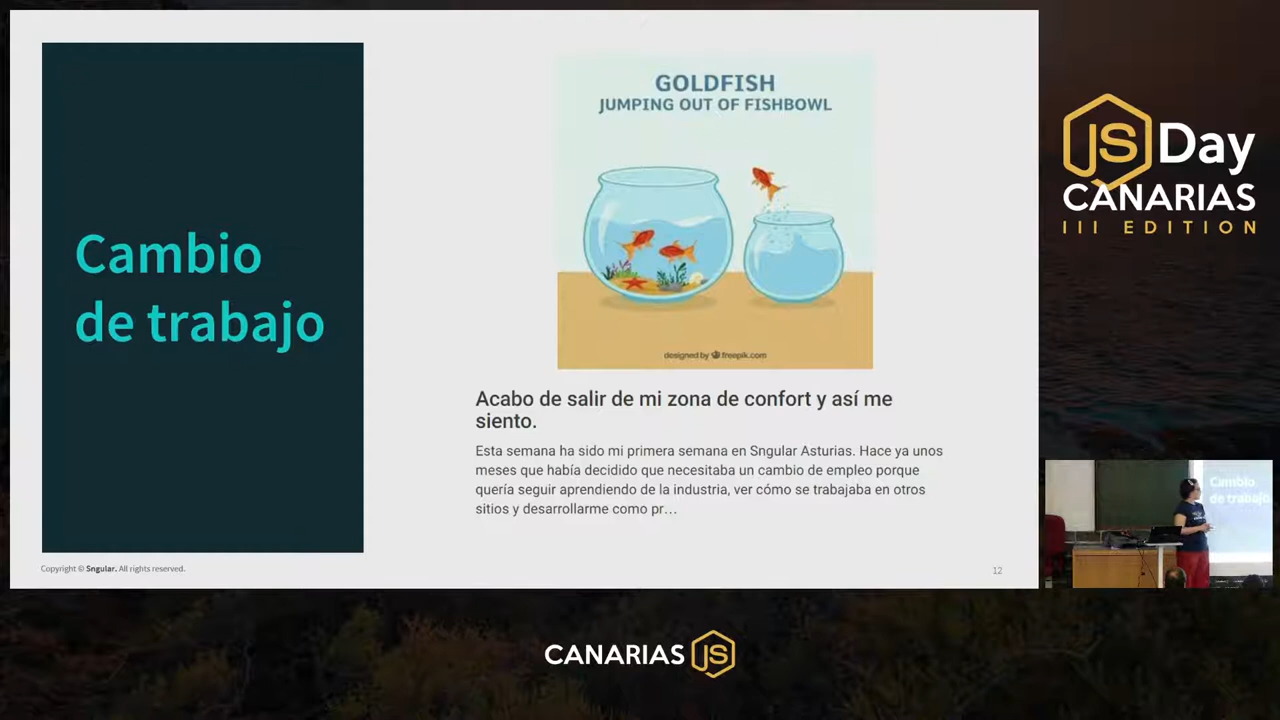 Cambio
de trabajo
GOLDFISH
JUMPING OUT OF FISHBOWL
designed by freepik.com
Acabo de salir de mi zona de confort y así me
siento.
Esta semana ha sido mi primera semana en Sngular Asturias. Hace ya unos
meses que había decidido que necesitaba un cambio de empleo porque
quería seguir aprendiendo de la industria, ver cómo se trabajaba en otros
sitios y desarrollarme como pr…
Copyright © Sngular. All rights reserved.
12
JS Day
CANARIAS
III EDITION
Cambio
de trabajo
CANARIAS JS